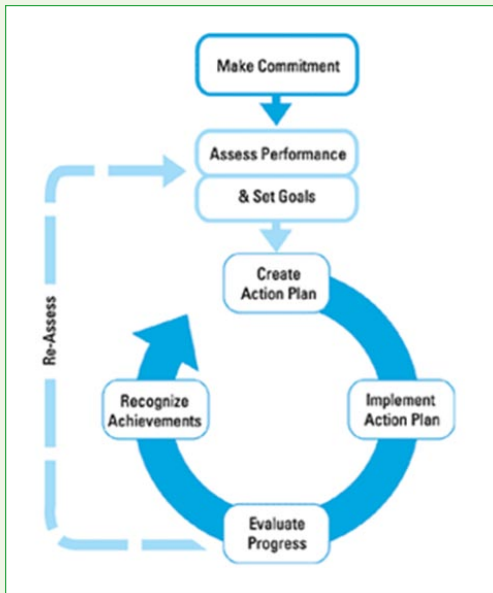 Make Commitment
Assess Performance
& Set Goals
Create
Action Plan
Implement
Action Plan
Evaluate
Progress
Recognize
Achievements
Re-Assess